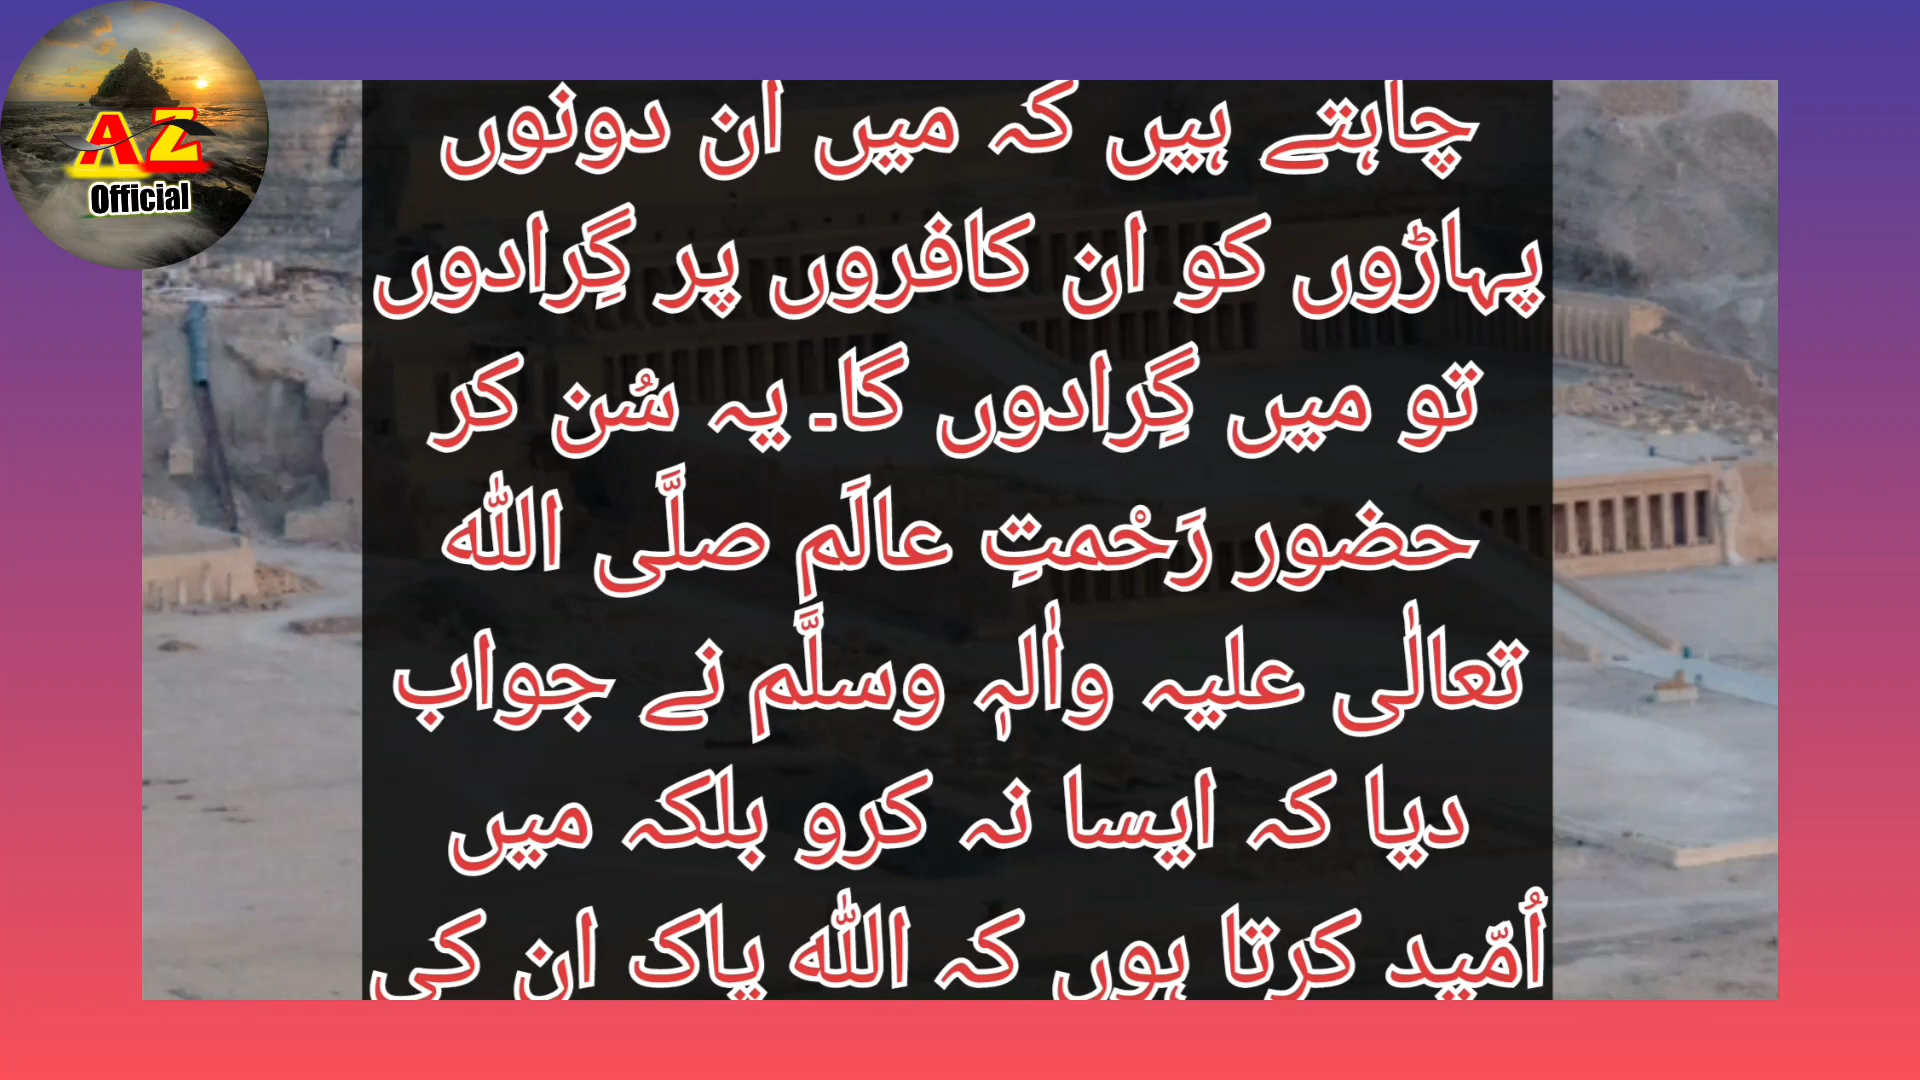 AZ
Official
چاہتے ہیں کہ میں ان دونوں
پہاڑوں کو ان کافروں پر گِرادوں
تو میں گِرادوں گا۔ یہ سُن کر
حضور رَحْمتِ عالَم صلَّی اللّٰہ
تعالٰی علیہ واٰلہٖ وسلَّم نے جواب
دیا کہ ایسا نہ کرو بلکہ میں
اُمّید کرتا ہوں کہ اللّٰہ پاک ان کی